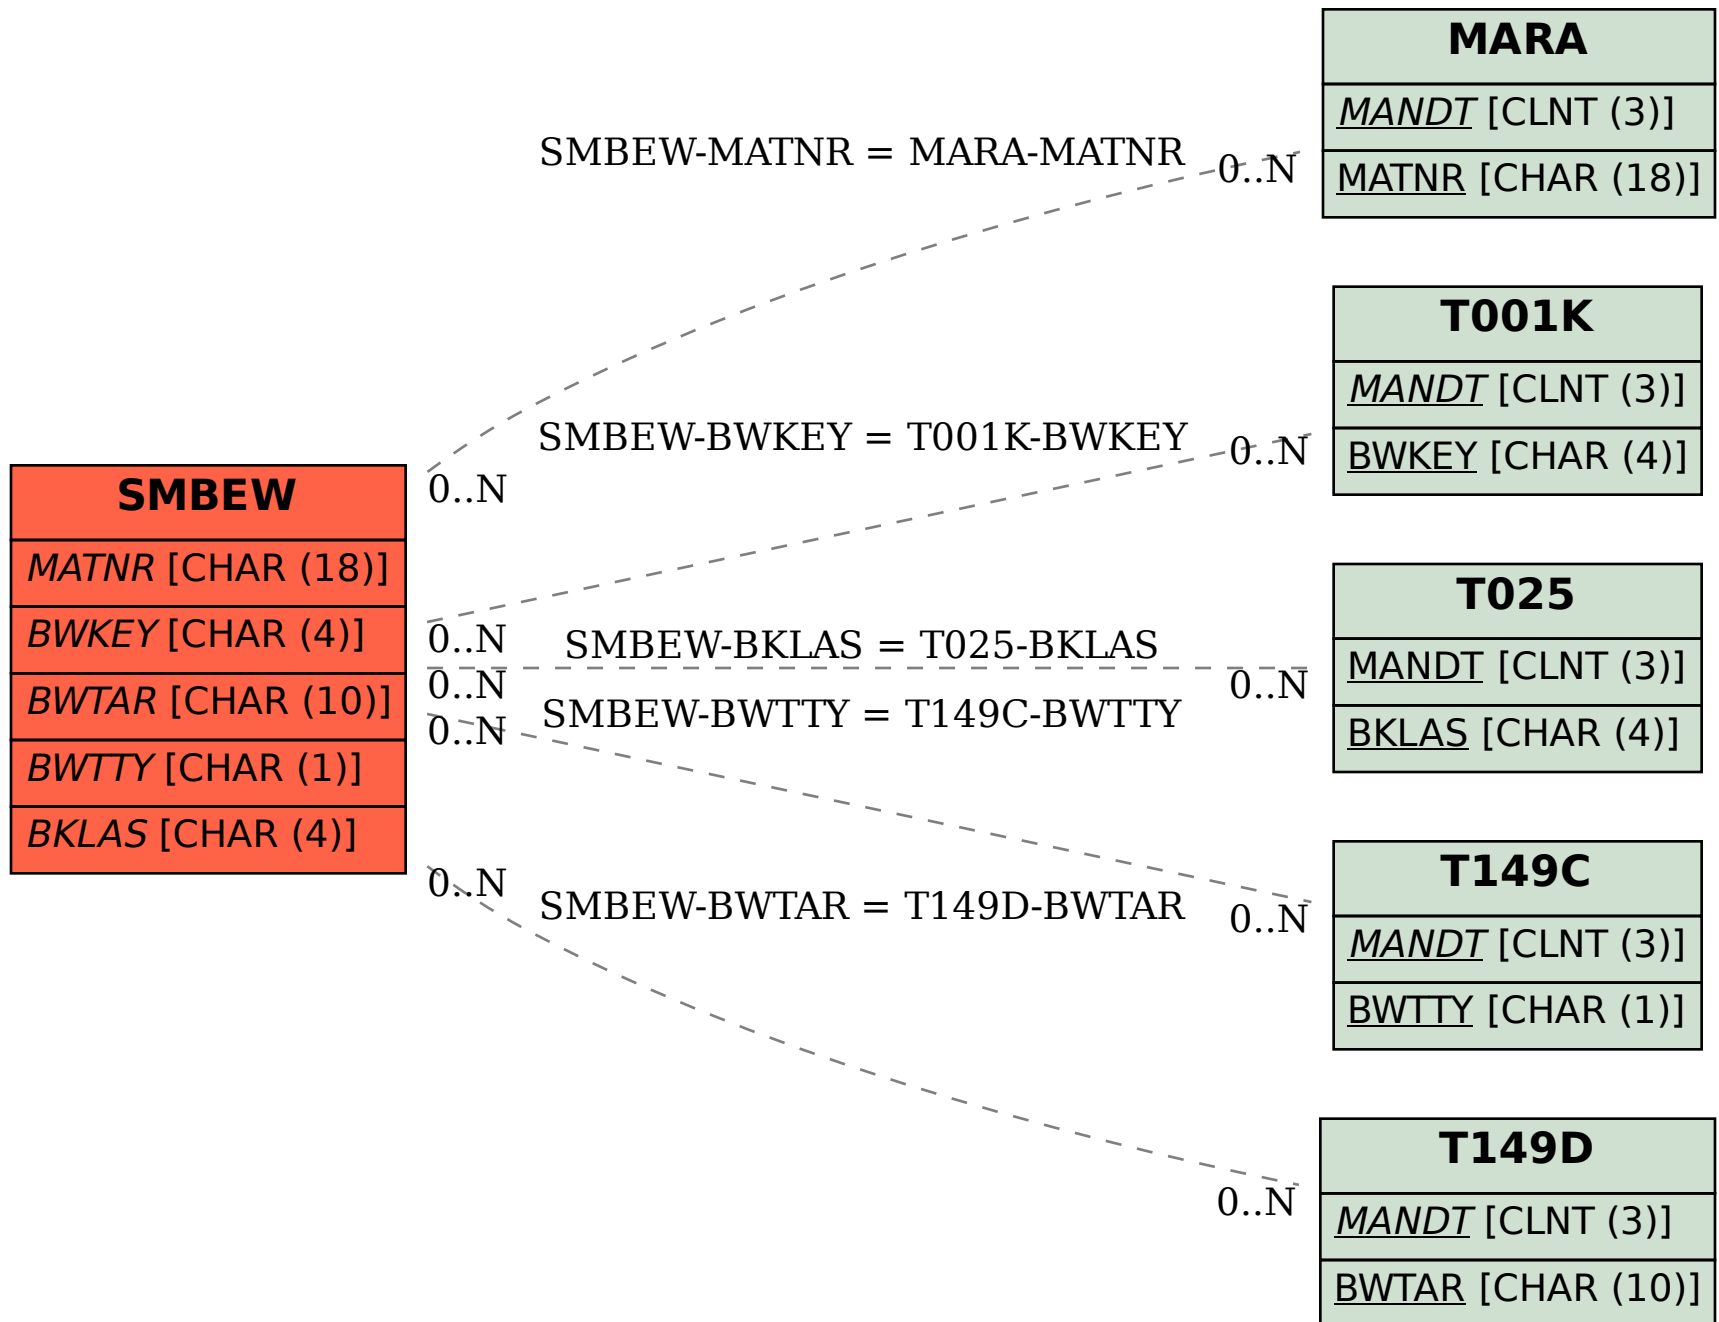 MARA
MANDT [CLNT (3)]
MATNR [CHAR (18)]
SMBEW-MATNR = MARA-MATNR
0..N
0..N
T001K
MANDT [CLNT (3)]
BWKEY [CHAR (4)]
SMBEW-BWKEY = T001K-BWKEY
0..N
0..N
SMBEW
MATNR [CHAR (18)]
BWKEY [CHAR (4)]
BWTAR [CHAR (10)]
BWTTY [CHAR (1)]
BKLAS [CHAR (4)]
T025
MANDT [CLNT (3)]
BKLAS [CHAR (4)]
SMBEW-BKLAS = T025-BKLAS
0..N
0..N
SMBEW-BWTTY = T149C-BWTTY
0..N
0..N
T149C
MANDT [CLNT (3)]
BWTTY [CHAR (1)]
SMBEW-BWTAR = T149D-BWTAR
0..N
0..N
T149D
MANDT [CLNT (3)]
BWTAR [CHAR (10)]